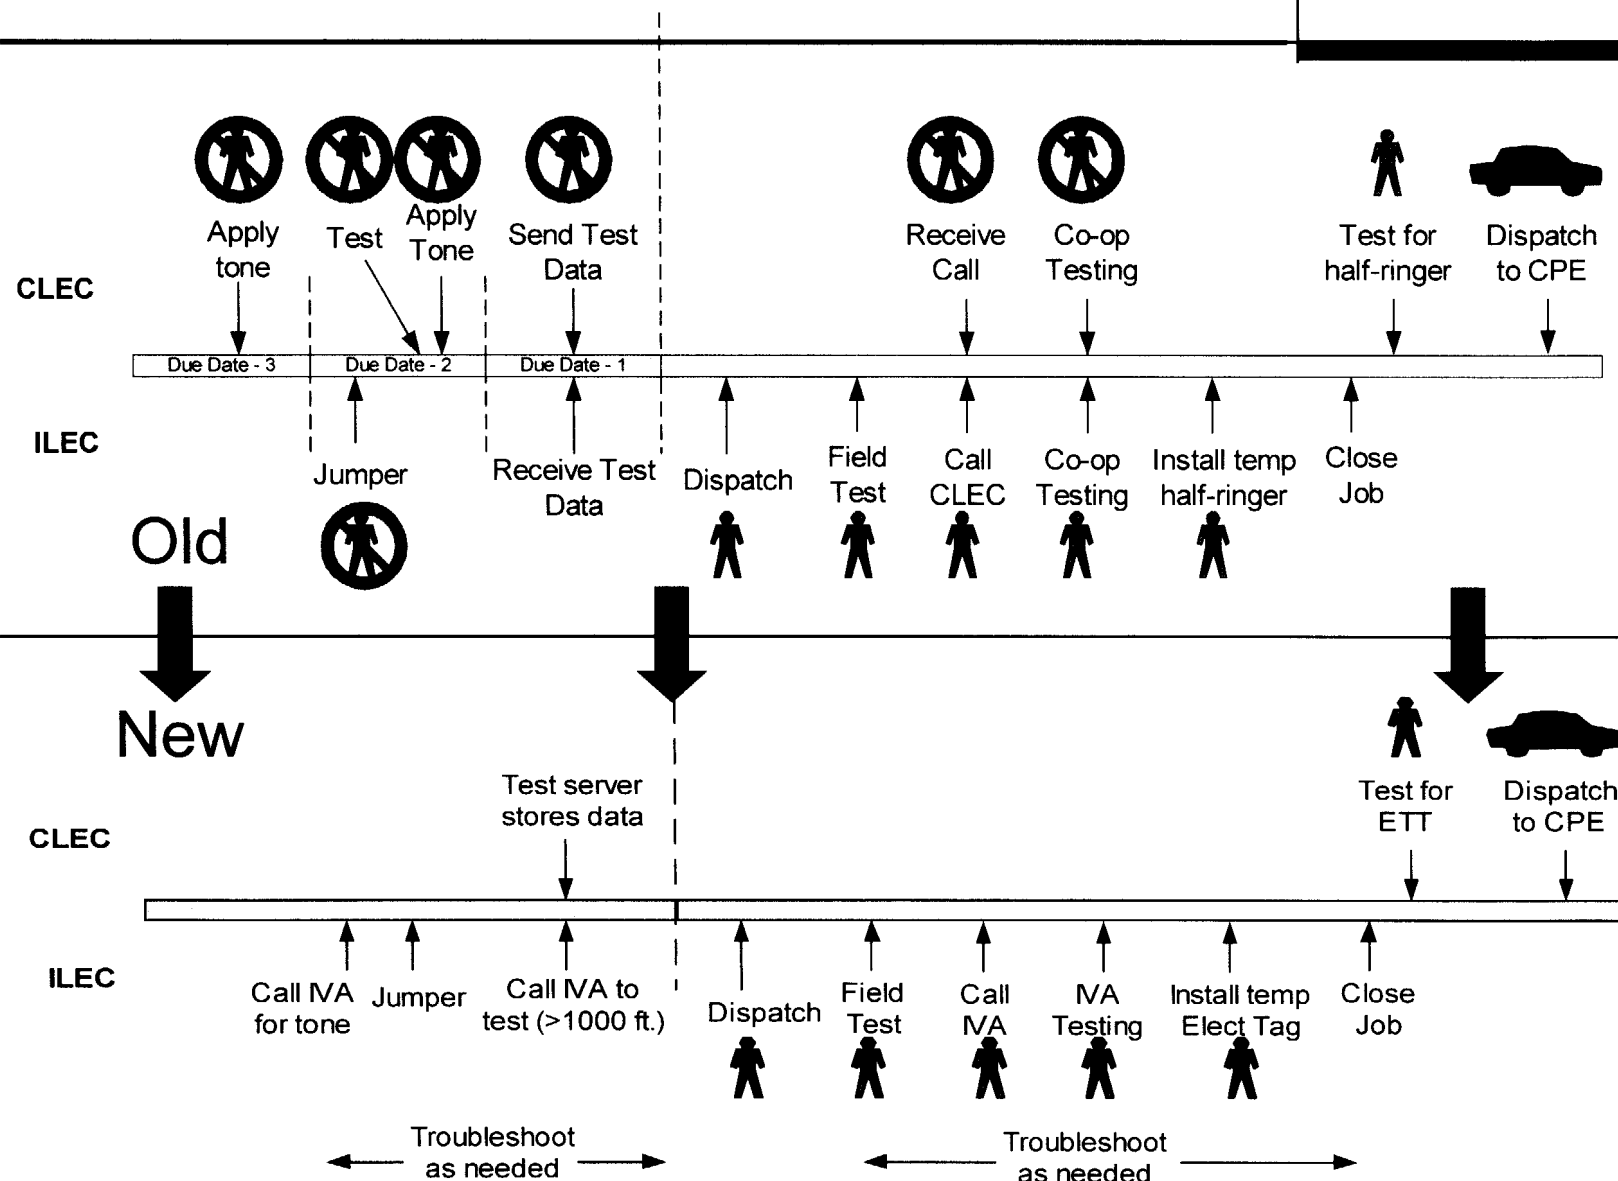 Apply
tone
Test
Apply
Tone
Send Test
Data
Receive
Call
Co-op
Testing
Test for
half-ringer
Dispatch
to CPE
CLEC
Due Date - 3
Due Date - 2
Due Date - 1
ILEC
Jumper
Receive Test
Data
Dispatch
Field
Test
Call
CLEC
Co-op
Testing
Install temp
half-ringer
Close
Job
Old
New
Test server
stores data
Test for
ETT
Dispatch
to CPE
CLEC
ILEC
Call IVA
for tone
Jumper
Call IVA to
test (>1000 ft.)
Dispatch
Field
Test
Call
IVA
IVA
Testing
Install temp
Elect Tag
Close
Job
Troubleshoot
as needed
Troubleshoot
as needed